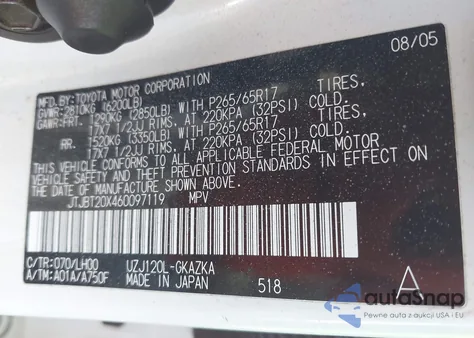 MFD.BY:TOYOTA MOTOR CORPORATION 08/05
GVWR:2810KG (6200LB)
GAWR:FRT. 1290KG (2850LB) WITH P265/65R17 TIRES,
17X7 1/2JJ RIMS, AT 220KPA (32PSI) COLD.
RR. 1520KG (3350LB) WITH P265/65R17 TIRES,
17X7 1/2JJ RIMS, AT 220KPA (32PSI) COLD.
THIS VEHICLE CONFORMS TO ALL APPLICABLE FEDERAL MOTOR
VEHICLE SAFETY AND THEFT PREVENTION STANDARDS IN EFFECT ON
THE DATE OF MANUFACTURE SHOWN ABOVE.
JTJBT20X460097119 MPV
C/TR:070/LH00 UZJ120L-GKAZKA
A/TM:A01A/A750F MADE IN JAPAN 518 A
autoSnap
Pewne auta z aukcji USA i EU